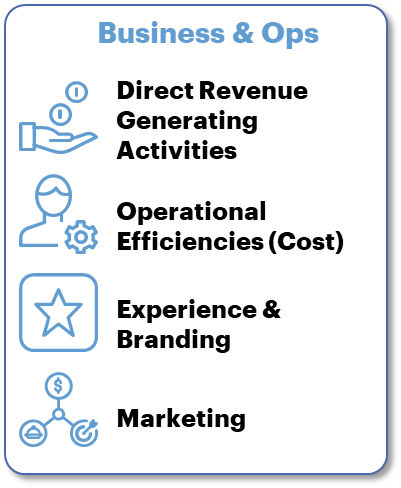 Business & Ops
Direct Revenue
Generating
Activities
Operational
Efficiencies (Cost)
Experience &
Branding
$
Marketing